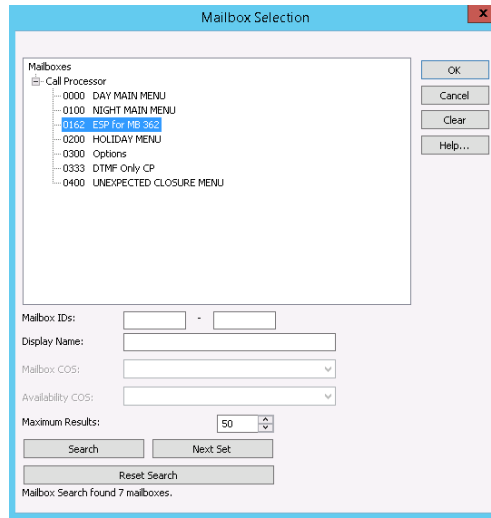 Mailbox Selection
x
Mailboxes
Call Processor
0000 DAY MAIN MENU
0100 NIGHT MAIN MENU
0162 ESP for MB 362
0200 HOLIDAY MENU
0300 Options
0333 DTMF Only CP
0400 UNEXPECTED CLOSURE MENU
OK
Cancel
Clear
Help...
Mailbox IDs: -
Display Name:
Mailbox COS:
Availability COS:
Maximum Results: 50
Search Next Set
Reset Search
Mailbox Search found 7 mailboxes.